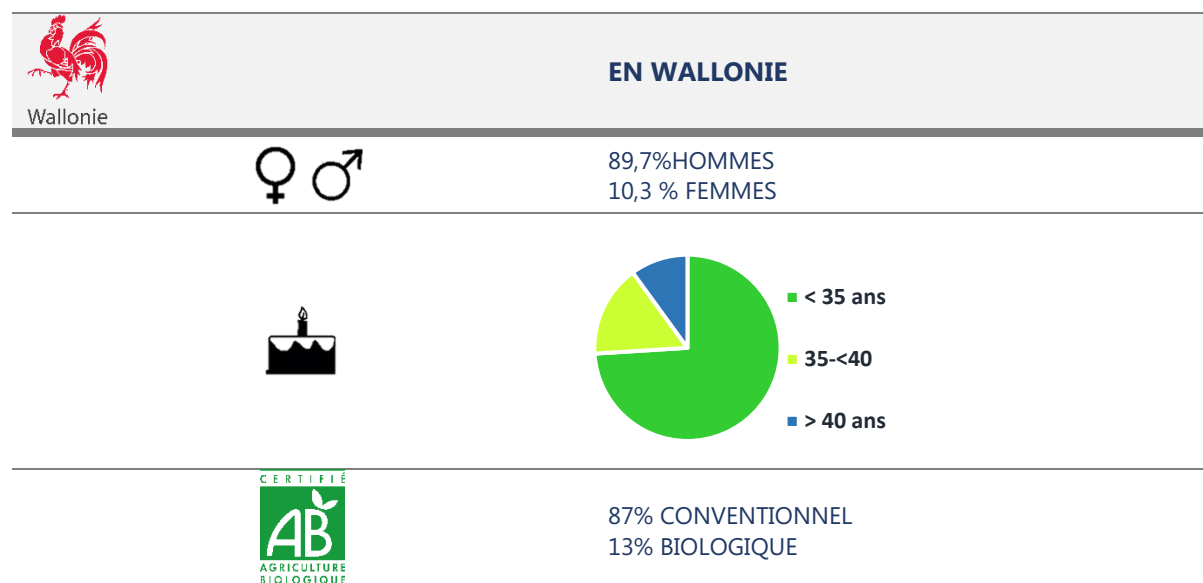 Wallonie
EN WALLONIE
89,7%HOMMES
10,3 % FEMMES
< 35 ans
35-<40
> 40 ans
CERTIFIÉ
AB
AGRICULTURE
BIOLOGIQUE
87% CONVENTIONNEL
13% BIOLOGIQUE